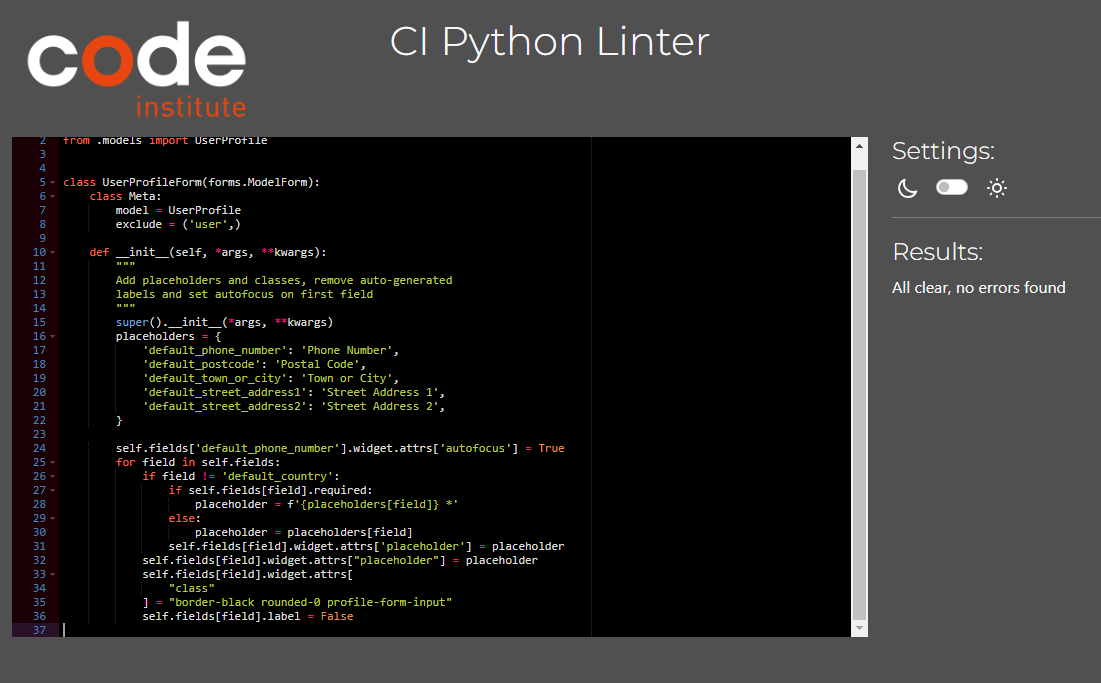 code
institute
CI Python Linter
2 from .models import UserProfile
3
4
5 class UserProfileForm(forms.ModelForm):
6     class Meta:
7         model = UserProfile
8         exclude = ('user',)
9
10     def __init__(self, *args, **kwargs):
11         """
12         Add placeholders and classes, remove auto-generated
13         labels and set autofocus on first field
14         """
15         super().__init__(*args, **kwargs)
16         placeholders = {
17             'default_phone_number': 'Phone Number',
18             'default_postcode': 'Postal Code',
19             'default_town_or_city': 'Town or City',
20             'default_street_address1': 'Street Address 1',
21             'default_street_address2': 'Street Address 2',
22         }
23
24         self.fields['default_phone_number'].widget.attrs['autofocus'] = True
25         for field in self.fields:
26             if field != 'default_country':
27                 if self.fields[field].required:
28                     placeholder = f'{placeholders[field]} *'
29                 else:
30                     placeholder = placeholders[field]
31                 self.fields[field].widget.attrs['placeholder'] = placeholder
32             self.fields[field].widget.attrs["placeholder"] = placeholder
33             self.fields[field].widget.attrs[
34                 "class"
35             ] = "border-black rounded-0 profile-form-input"
36             self.fields[field].label = False
37
Settings:
Results:
All clear, no errors found